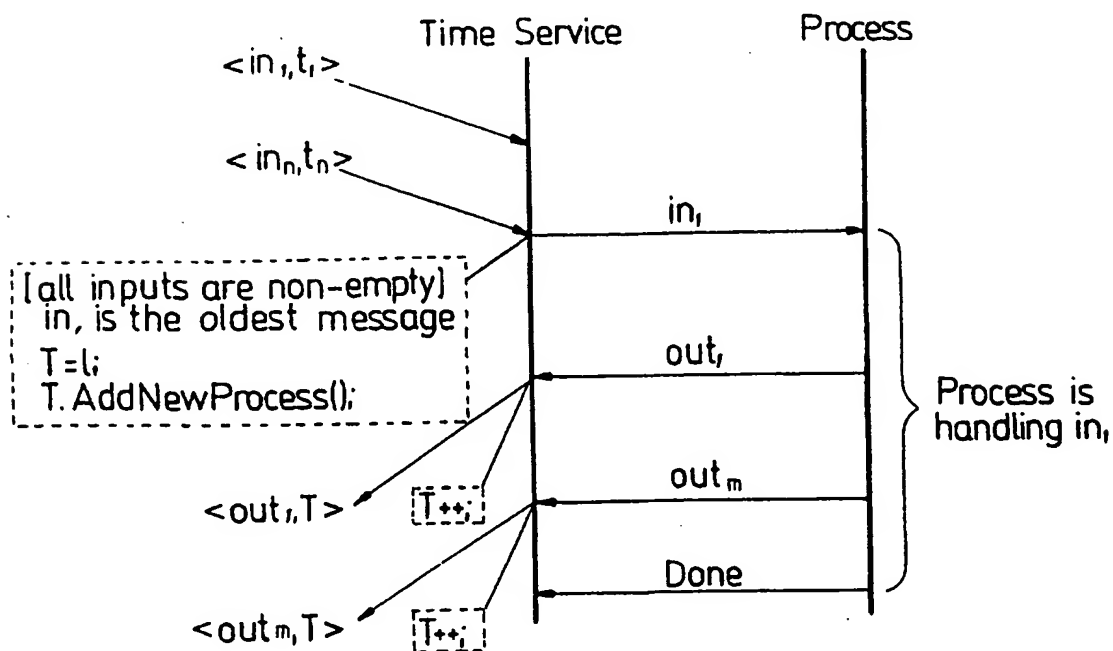 Time Service
Process
<in₁,t₁>
<inₙ,tₙ>
in₁
[all inputs are non-empty]
in₁ is the oldest message
T=l;
T.AddNewProcess();
out₁
Process is
handling in₁
outₘ
<out₁,T>
T++;
Done
<outₘ,T>
T++;